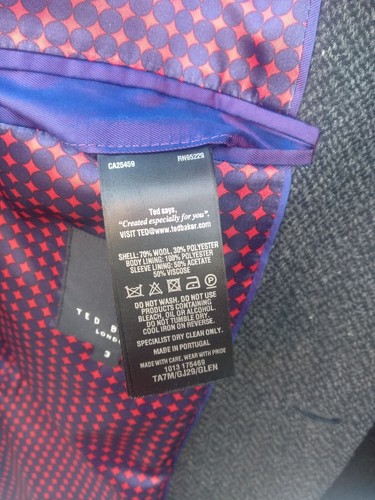 CA25459 RN95229
Ted says,
"Created especially for you".
VISIT TED@www.tedbaker.com
SHELL: 70% WOOL, 30% POLYESTER
BODY LINING: 100% POLYESTER
SLEEVE LINING: 50% ACETATE
50% VISCOSE
DO NOT WASH. DO NOT USE
PRODUCTS CONTAINING
BLEACH, OIL OR ALCOHOL.
DO NOT TUMBLE DRY.
COOL IRON ON REVERSE.
SPECIALIST DRY CLEAN ONLY
MADE IN PORTUGAL
MADE WITH CARE, WEAR WITH PRIDE
1013 175469
TA7M/GJ29/GLEN
TED B
LONDO
3